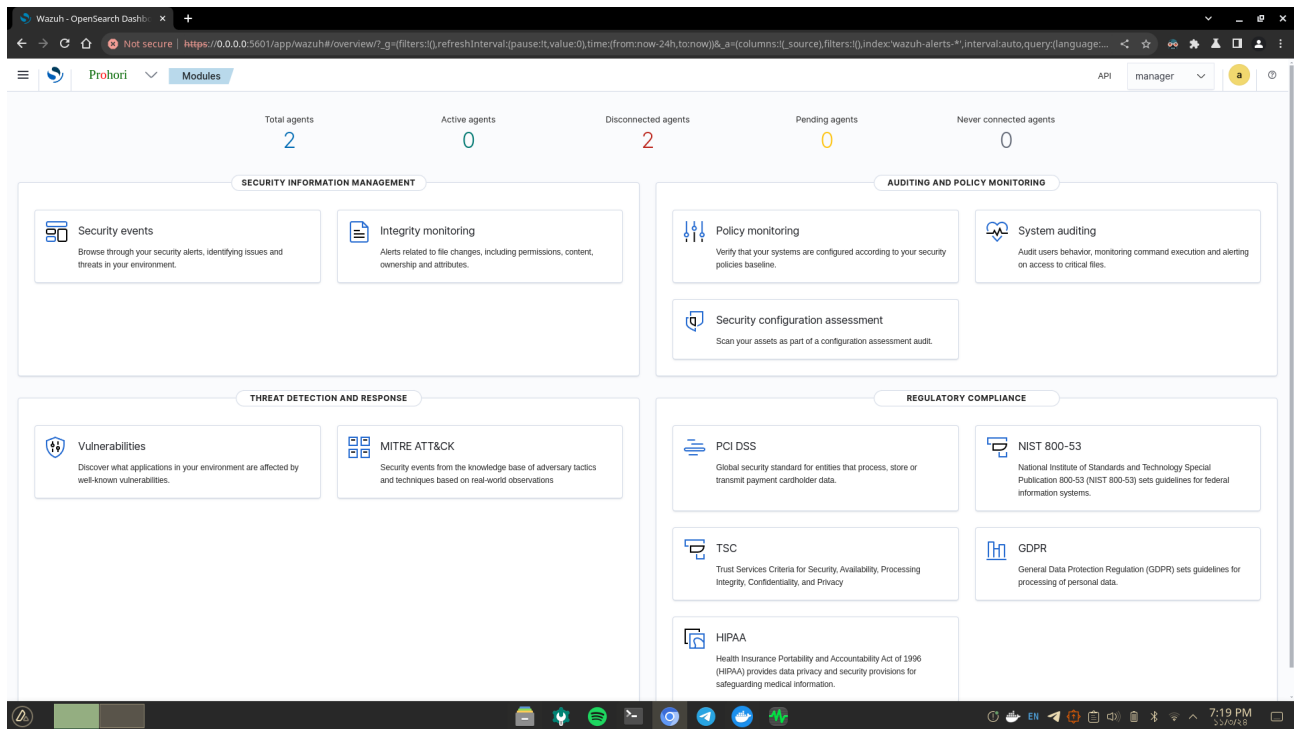 Wazuh - OpenSearch Dashbo
Not secure
https://0.0.0.0:5601/app/wazuh#/overview/?_g=(filters:!(),refreshInterval:(pause:!t,value:0),time:(from:now-24h,to:now))&_a=(columns:!(_source),filters:!(),index:'wazuh-alerts-*',interval:auto,query:(language:...
Prohori
Modules
API
manager
a
Total agents
Active agents
Disconnected agents
Pending agents
Never connected agents
2
0
2
0
0
SECURITY INFORMATION MANAGEMENT
Security events
Browse through your security alerts, identifying issues and
threats in your environment.
Integrity monitoring
Alerts related to file changes, including permissions, content,
ownership and attributes.
AUDITING AND POLICY MONITORING
Policy monitoring
Verify that your systems are configured according to your security
policies baseline.
System auditing
Audit users behavior, monitoring command execution and alerting
on access to critical files.
Security configuration assessment
Scan your assets as part of a configuration assessment audit.
THREAT DETECTION AND RESPONSE
Vulnerabilities
Discover what applications in your environment are affected by
well-known vulnerabilities.
MITRE ATT&CK
Security events from the knowledge base of adversary tactics
and techniques based on real-world observations
REGULATORY COMPLIANCE
PCI DSS
Global security standard for entities that process, store or
transmit payment cardholder data.
NIST 800-53
National Institute of Standards and Technology Special
Publication 800-53 (NIST 800-53) sets guidelines for federal
information systems.
TSC
Trust Services Criteria for Security, Availability, Processing
Integrity, Confidentiality, and Privacy
GDPR
General Data Protection Regulation (GDPR) sets guidelines for
processing of personal data.
HIPAA
Health Insurance Portability and Accountability Act of 1996
(HIPAA) provides data privacy and security provisions for
safeguarding medical information.
EN
7:19 PM